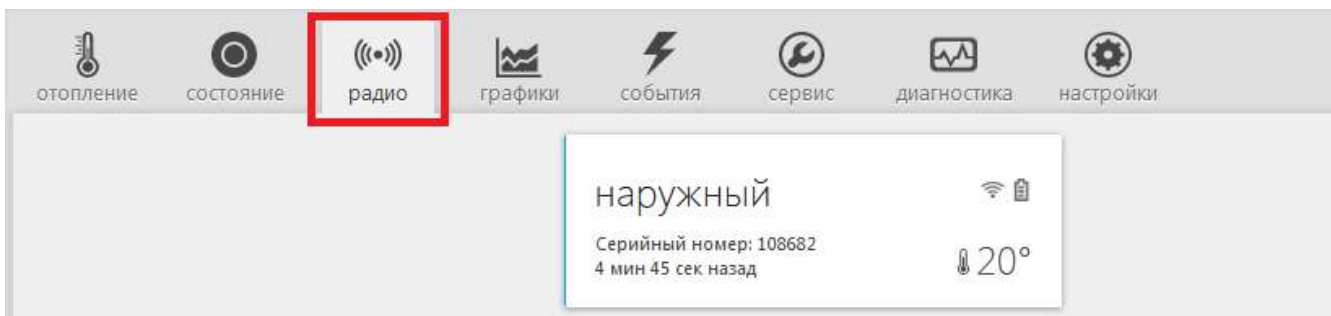 отопление состояние радио графики события сервис диагностика настройки
наружный
Серийный номер: 108682
4 мин 45 сек назад
20°